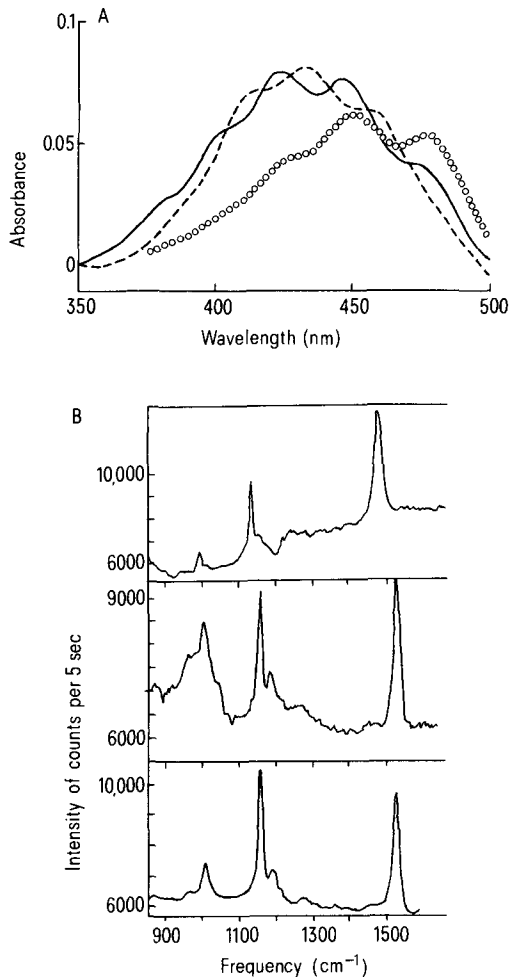 A
0.1
0.05
0
Absorbance
350 400 450 500
Wavelength (nm)
B
10,000
6000
9000
6000
10,000
6000
Intensity of counts per 5 sec
900 1100 1300 1500
Frequency (cm⁻¹)